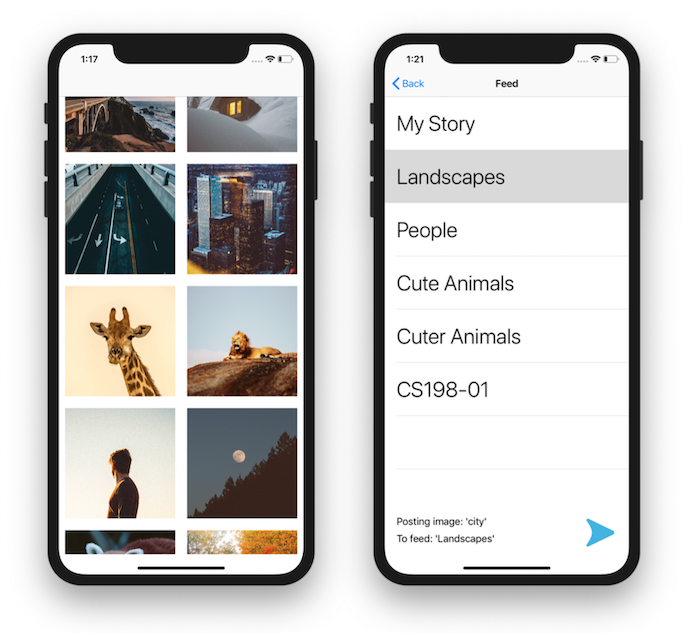 1:17
1:21
Back
Feed
My Story
Landscapes
People
Cute Animals
Cuter Animals
CS198-01
Posting image: 'city'
To feed: 'Landscapes'